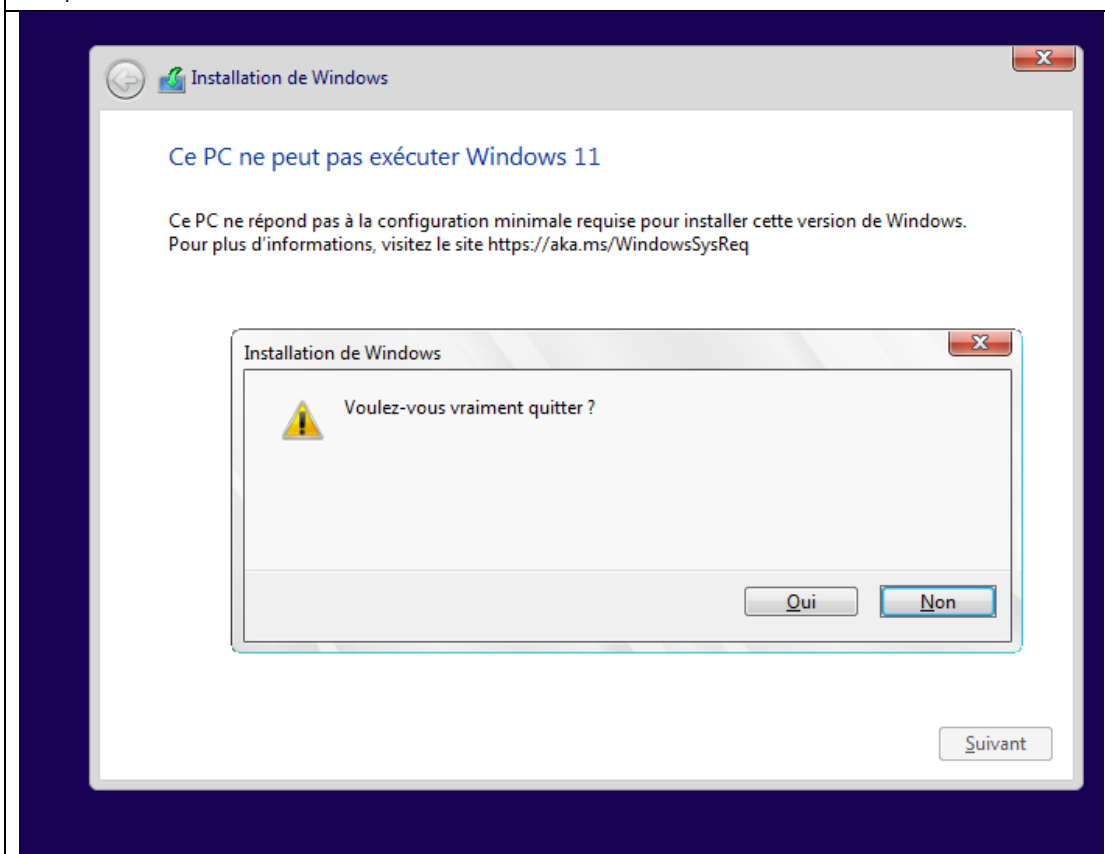 Installation de Windows
Ce PC ne peut pas exécuter Windows 11
Ce PC ne répond pas à la configuration minimale requise pour installer cette version de Windows.
Pour plus d'informations, visitez le site https://aka.ms/WindowsSysReq
Installation de Windows
Voulez-vous vraiment quitter ?
Oui Non
Suivant